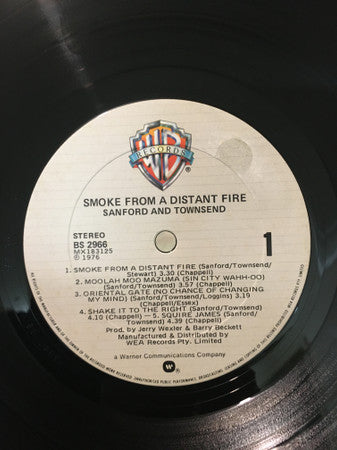 WB
RECORDS
®
SMOKE FROM A DISTANT FIRE
SANFORD AND TOWNSEND
STEREO
BS 2966
MX183125
℗ 1976
1
1. SMOKE FROM A DISTANT FIRE (Sanford/Townsend/
Stewart) 3.30 (Chappell)
2. MOOLAH MOO MAZUMA (SIN CITY WAHH-OO)
(Sanford/Townsend) 3.57 (Chappell)
3. ORIENTAL GATE (NO CHANCE OF CHANGING
MY MIND) (Sanford/Townsend/Loggins) 3.19
(Chappell/Essex)
4. SHAKE IT TO THE RIGHT (Sanford/Townsend)
4.10 (Chappell) — 5. SQUIRE JAMES (Sanford/
Townsend) 4.39 (Chappell)
Prod. by Jerry Wexler & Barry Beckett
Manufactured & Distributed by
WEA Records Pty. Limited
a Warner Communications Company